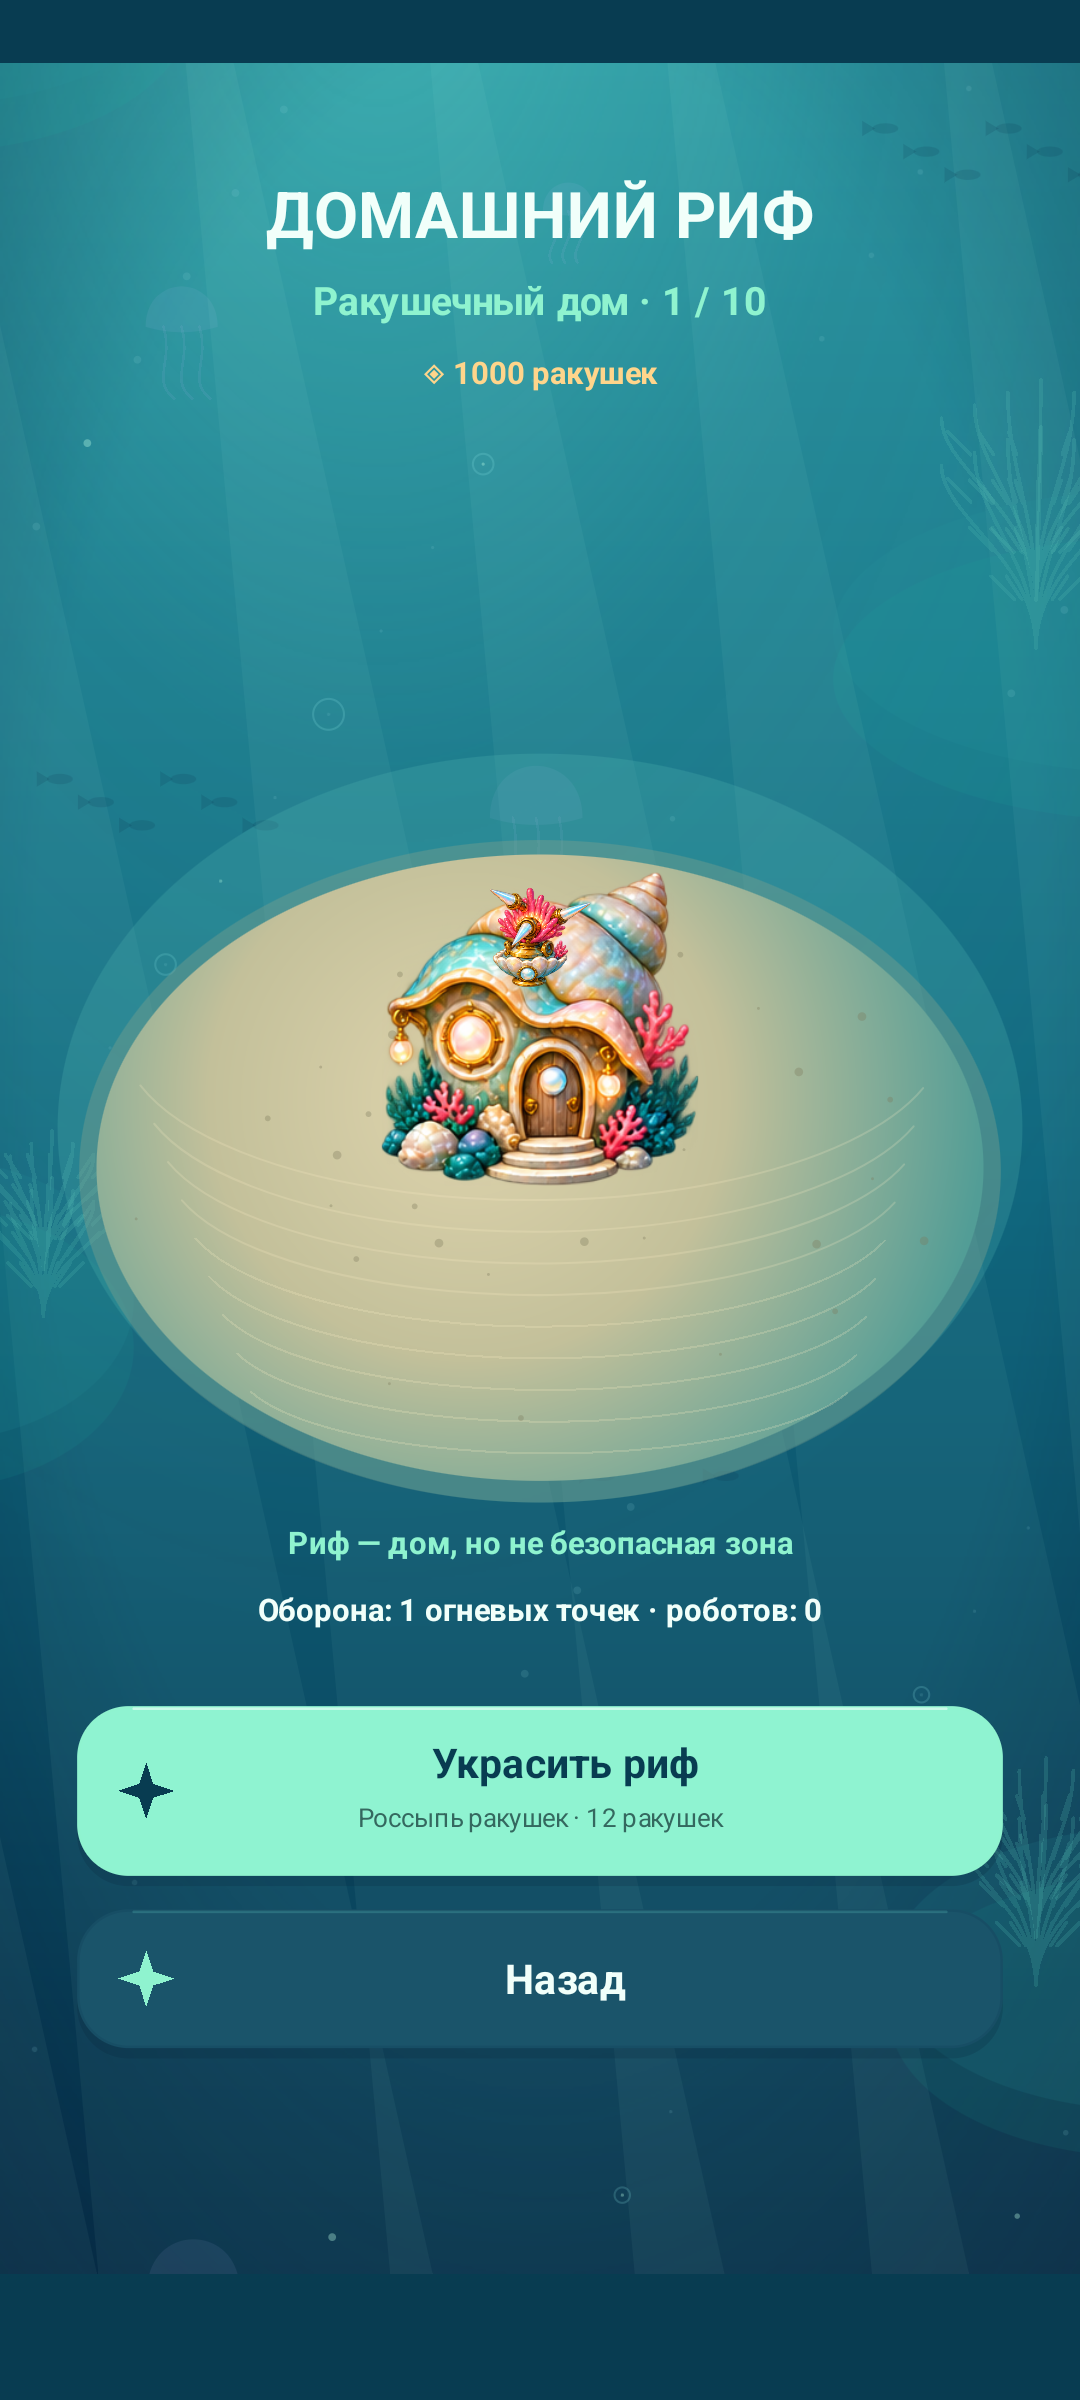 ДОМАШНИЙ РИФ
Ракушечный дом · 1 / 10
1000 ракушек
Риф — дом, но не безопасная зона
Оборона: 1 огневых точек · роботов: 0
Украсить риф
Россыпь ракушек · 12 ракушек
Назад